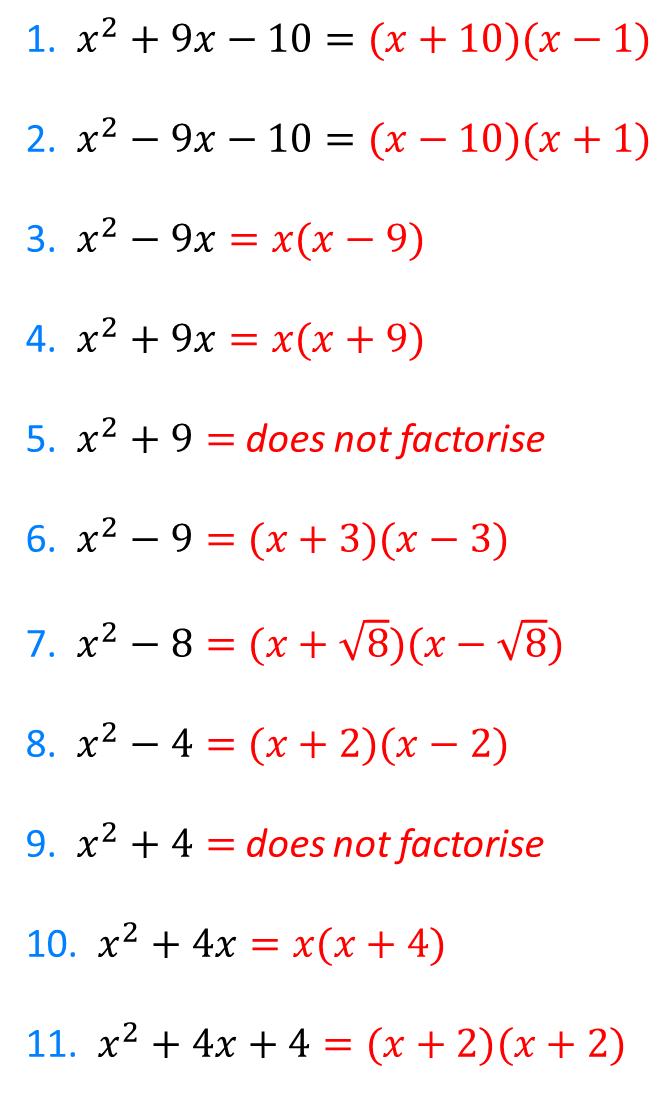 1. x² + 9x − 10 = (x + 10)(x − 1)
2. x² − 9x − 10 = (x − 10)(x + 1)
3. x² − 9x = x(x − 9)
4. x² + 9x = x(x + 9)
5. x² + 9 = does not factorise
6. x² − 9 = (x + 3)(x − 3)
7. x² − 8 = (x + √8)(x − √8)
8. x² − 4 = (x + 2)(x − 2)
9. x² + 4 = does not factorise
10. x² + 4x = x(x + 4)
11. x² + 4x + 4 = (x + 2)(x + 2)